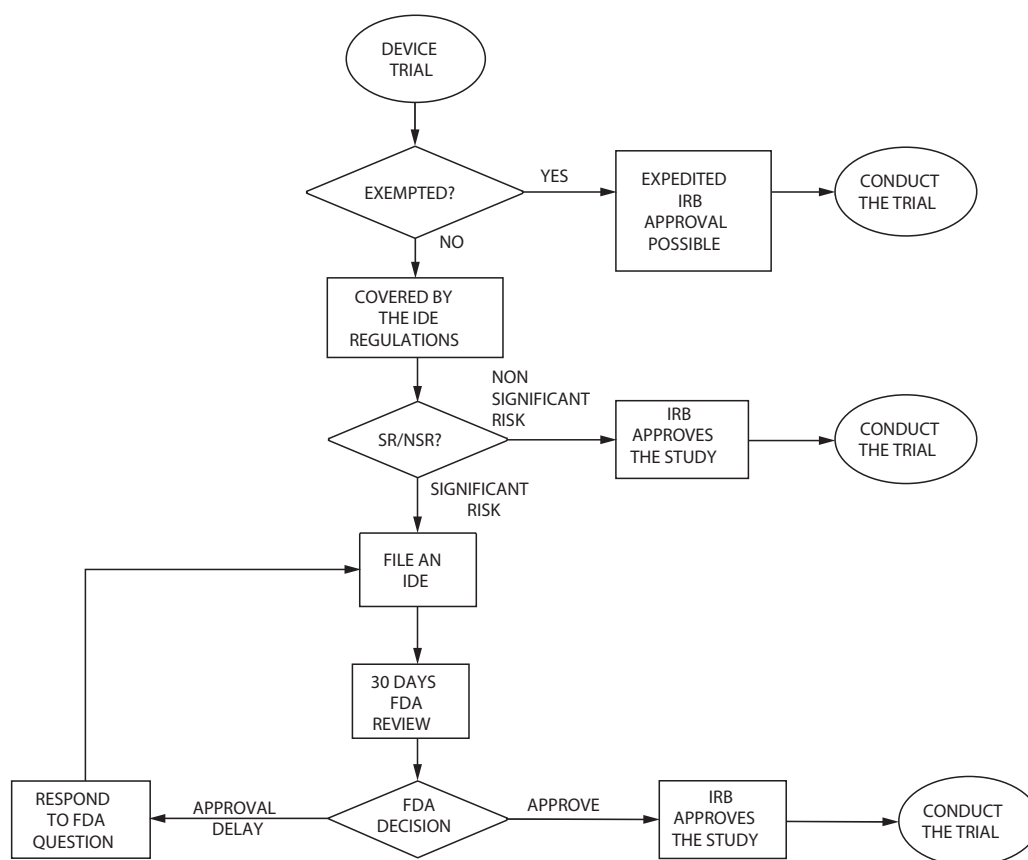 DEVICE
TRIAL
EXEMPTED?
YES
EXPEDITED
IRB
APPROVAL
POSSIBLE
CONDUCT
THE TRIAL
NO
COVERED BY
THE IDE
REGULATIONS
SR/NSR?
NON
SIGNIFICANT
RISK
IRB
APPROVES
THE STUDY
CONDUCT
THE TRIAL
SIGNIFICANT
RISK
FILE AN
IDE
30 DAYS
FDA
REVIEW
FDA
DECISION
APPROVAL
DELAY
RESPOND
TO FDA
QUESTION
APPROVE
IRB
APPROVES
THE STUDY
CONDUCT
THE TRIAL